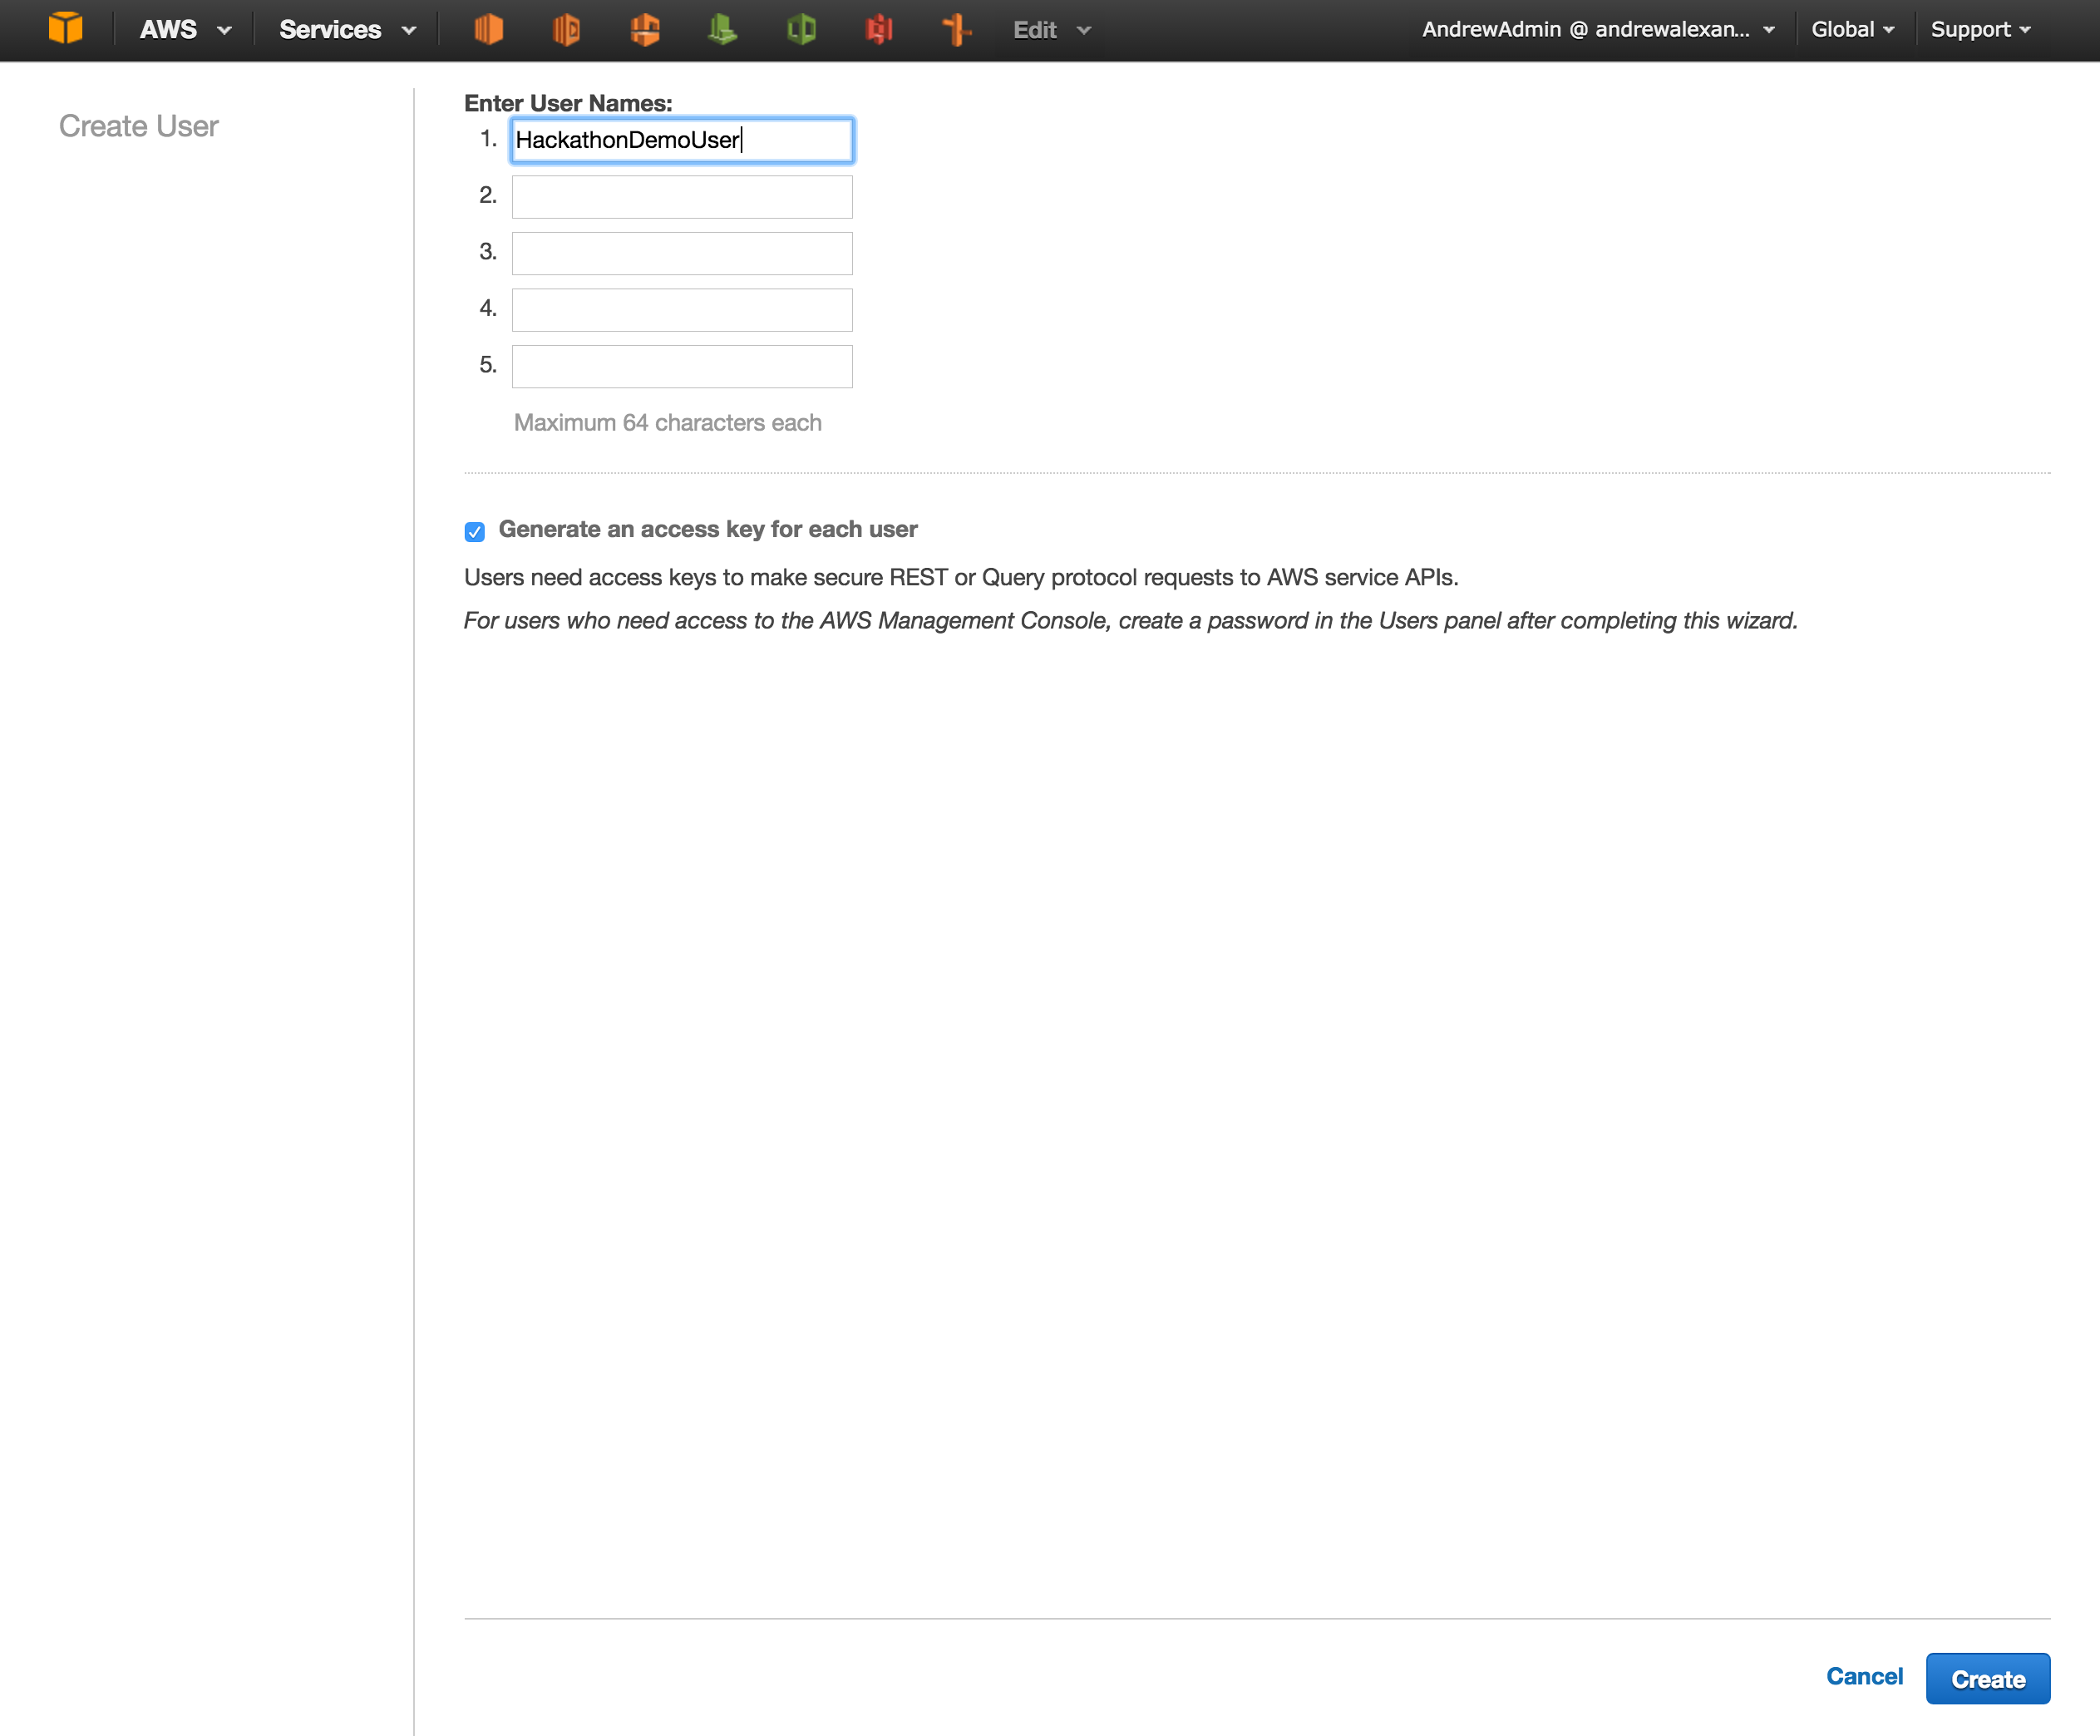 AWS Services Edit AndrewAdmin @ andrewalexan... Global Support
Create User
Enter User Names:
1. HackathonDemoUser
2.
3.
4.
5.
Maximum 64 characters each
Generate an access key for each user
Users need access keys to make secure REST or Query protocol requests to AWS service APIs.
For users who need access to the AWS Management Console, create a password in the Users panel after completing this wizard.
Cancel Create